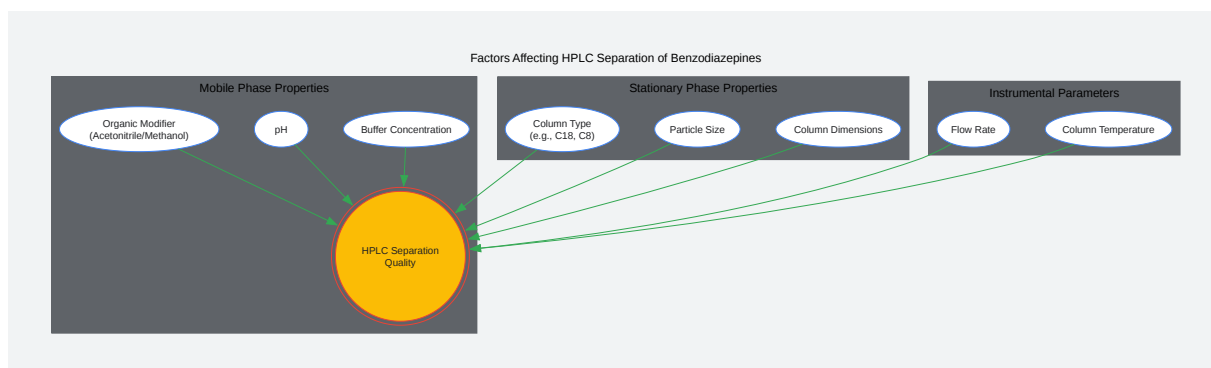 Factors Affecting HPLC Separation of Benzodiazepines
Mobile Phase Properties
Organic Modifier
(Acetonitrile/Methanol)
pH
Buffer Concentration
Stationary Phase Properties
Column Type
(e.g., C18, C8)
Particle Size
Column Dimensions
Instrumental Parameters
Flow Rate
Column Temperature
HPLC Separation
Quality